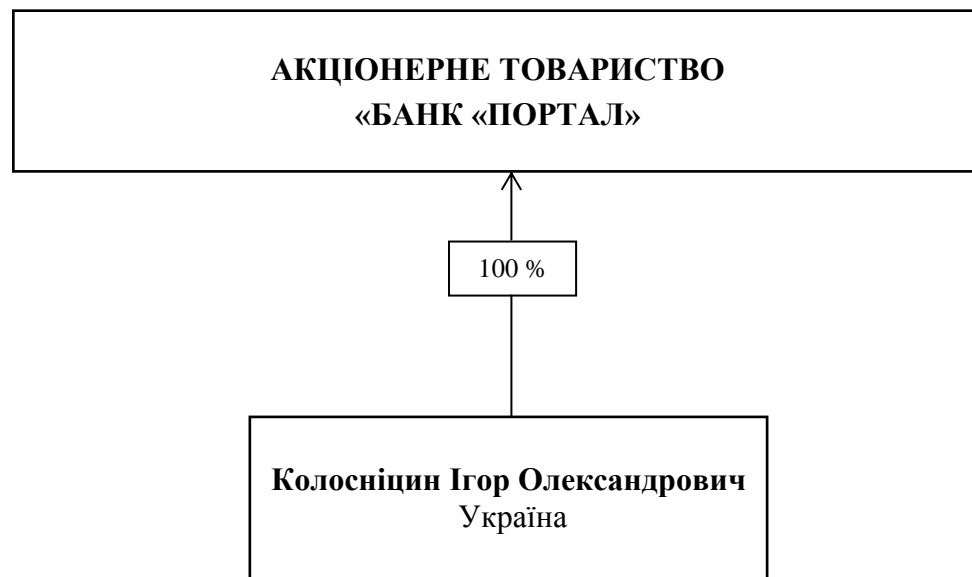 АКЦІОНЕРНЕ ТОВАРИСТВО
«БАНК «ПОРТАЛ»
100 %
Колосніцин Ігор Олександрович
Україна